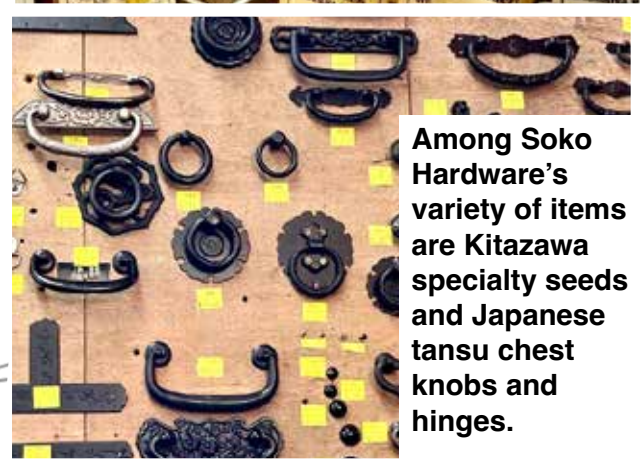 Among Soko
Hardware's
variety of items
are Kitazawa
specialty seeds
and Japanese
tansu chest
knobs and
hinges.